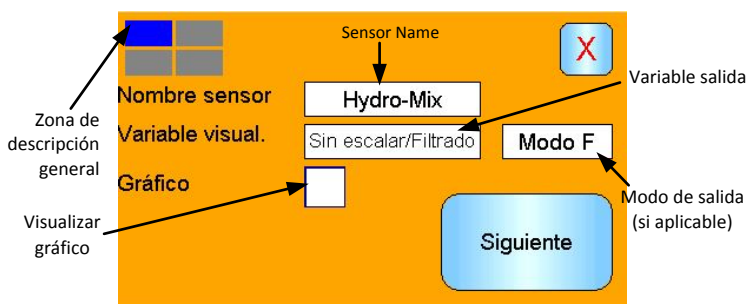 Sensor Name
X
Variable salida
Nombre sensor
Hydro-Mix
Zona de
descripción
general
Variable visual.
Sin escalar/Filtrado
Modo F
Gráfico
Modo de salida
(si aplicable)
Visualizar
gráfico
Siguiente